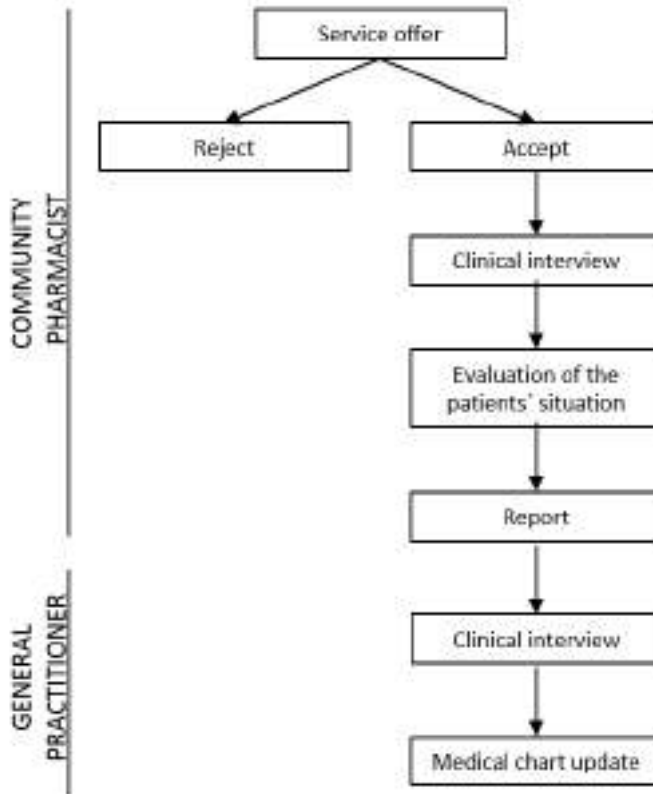 Service offer
Reject
Accept
COMMUNITY
PHARMACIST
Clinical interview
Evaluation of the
patients' situation
Report
GENERAL
PRACTITIONER
Clinical interview
Medical chart update